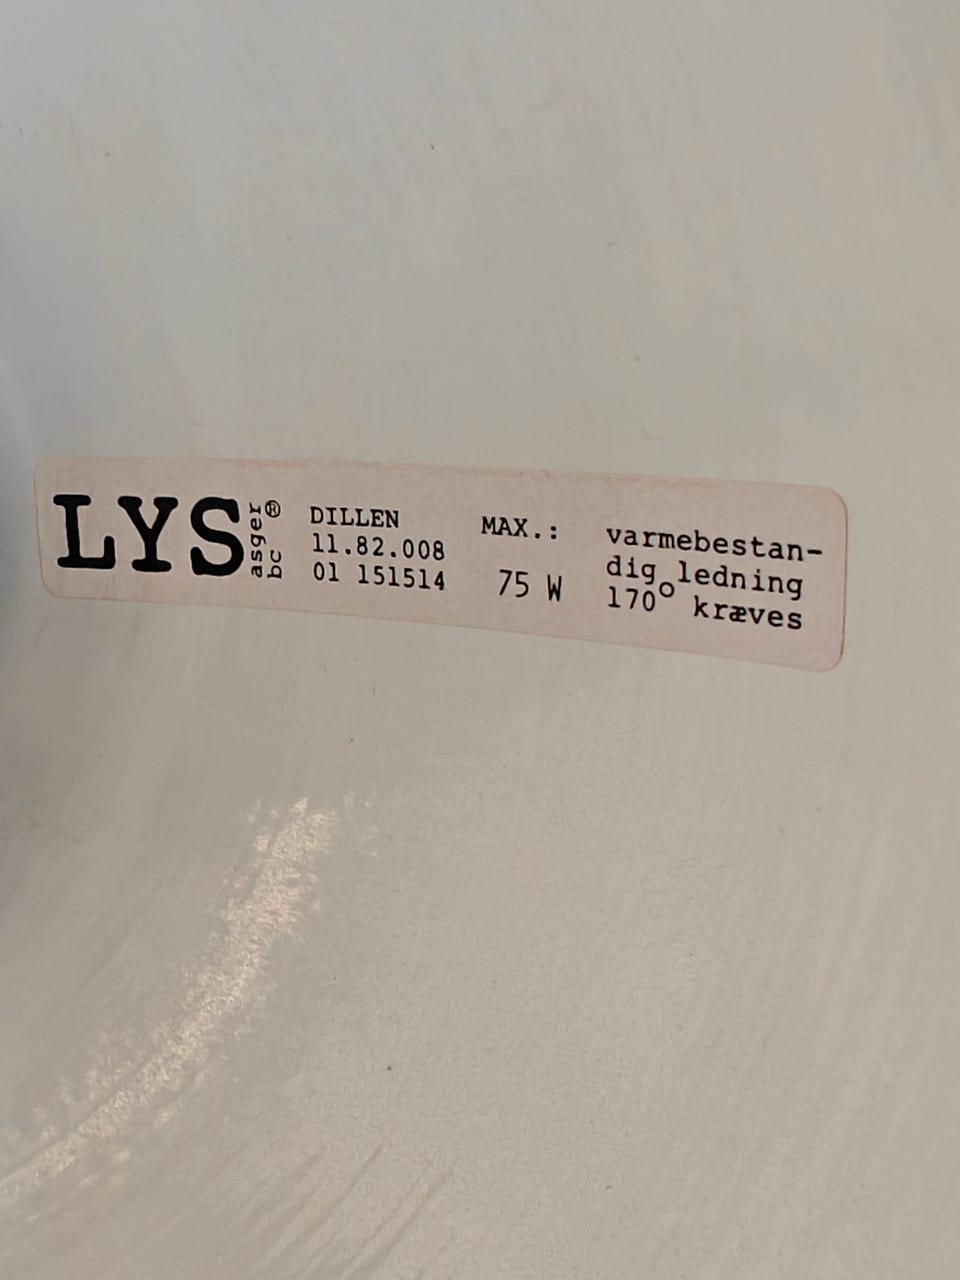 LYS
asger
bc ®
DILLEN
11.82.008
01 151514
MAX.:
75 W
varmebestan-
dig ledning
170° kræves